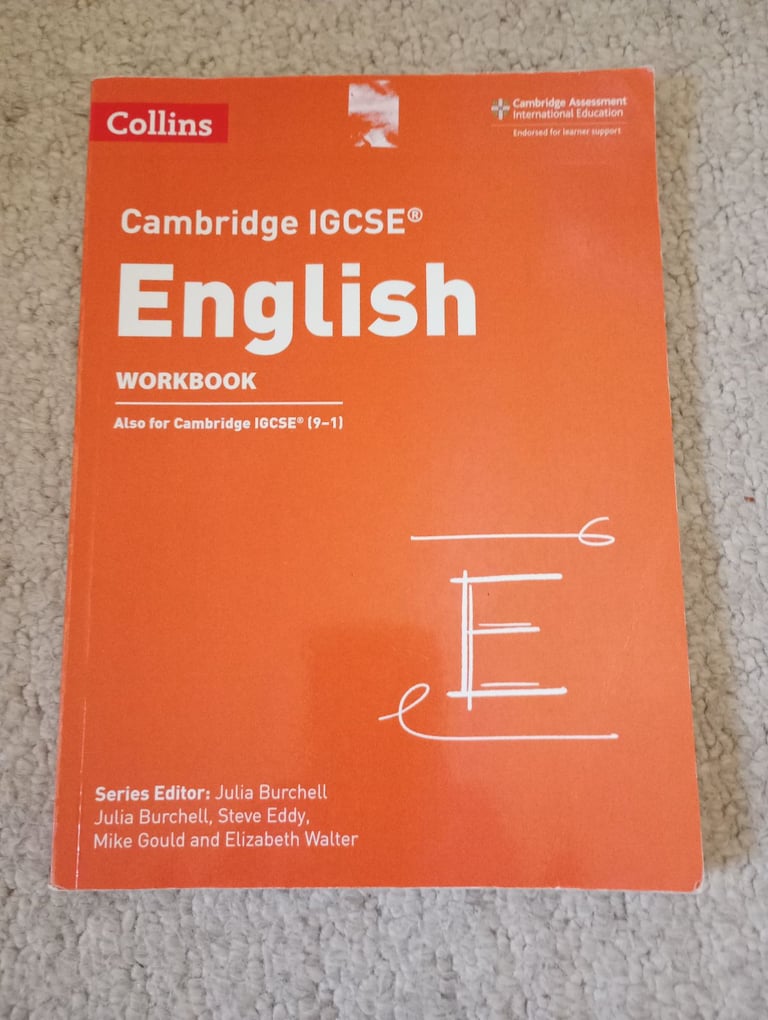 Collins
Cambridge Assessment
International Education
Endorsed for learner support
Cambridge IGCSE®
English
WORKBOOK
Also for Cambridge IGCSE® (9–1)
E
Series Editor: Julia Burchell
Julia Burchell, Steve Eddy,
Mike Gould and Elizabeth Walter